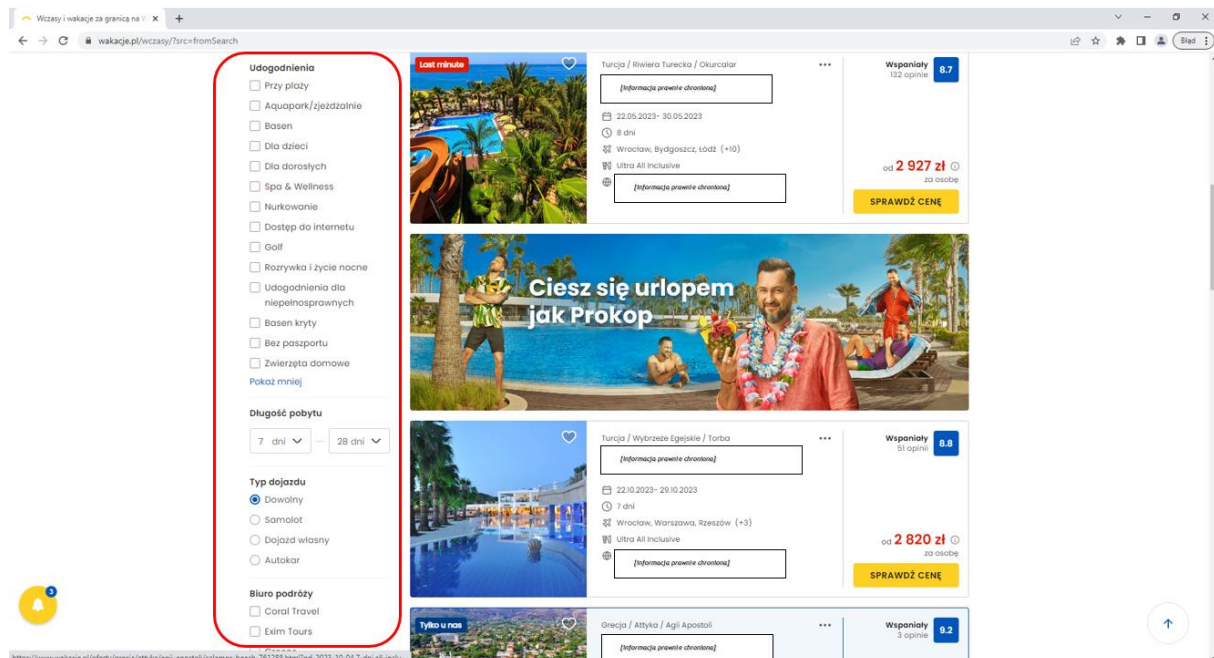 Wczasy i wakacje za granicą na W
wakacje.pl/wczasy/?src=fromSearch
Błąd
Udogodnienia
Przy plaży
Aquapark/zjeżdżalnie
Basen
Dla dzieci
Dla dorosłych
Spa & Wellness
Nurkowanie
Dostęp do internetu
Golf
Rozrywka i życie nocne
Udogodnienia dla
niepełnosprawnych
Basen kryty
Bez paszportu
Zwierzęta domowe
Pokaż mniej
Długość pobytu
7 dni — 28 dni
Typ dojazdu
Dowolny
Samolot
Dojazd własny
Autokar
Biuro podróży
Coral Travel
Exim Tours
Last minute
Turcja / Riwiera Turecka / Okurcalar
[Informacja prawnie chroniona]
22.05.2023- 30.05.2023
8 dni
Wrocław, Bydgoszcz, Łódź (+10)
Ultra All Inclusive
[Informacja prawnie chroniona]
Wspaniały
132 opinie
8.7
od 2 927 zł
za osobę
SPRAWDŹ CENĘ
Ciesz się urlopem
jak Prokop
Turcja / Wybrzeże Egejskie / Torba
[Informacja prawnie chroniona]
22.10.2023- 29.10.2023
7 dni
Wrocław, Warszawa, Rzeszów (+3)
Ultra All Inclusive
[Informacja prawnie chroniona]
Wspaniały
51 opinii
8.8
od 2 820 zł
za osobę
SPRAWDŹ CENĘ
Tylko u nas
Grecja / Attyka / Agii Apostoli
[Informacja prawnie chroniona]
Wspaniały
3 opinie
9.2
3